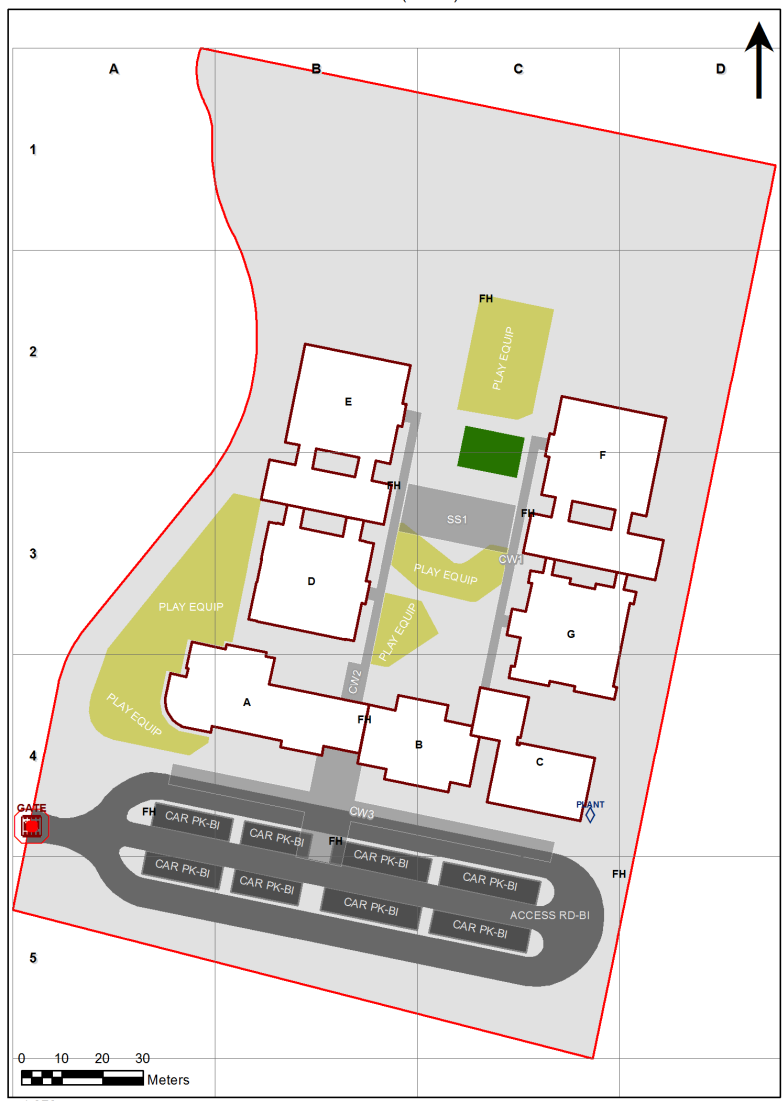 A
B
C
D
1
FH
PLAY EQUIP
2
E
F
FH
FH
SS1
3
CW1
PLAY EQUIP
D
PLAY EQUIP
PLAY EQUIP
G
CW2
A
PLAY EQUIP
FH
B
4
C
GATE
PLANT
FH
CW3
CAR PK-BI
CAR PK-BI
FH
CAR PK-BI
CAR PK-BI
CAR PK-BI
FH
CAR PK-BI
CAR PK-BI
CAR PK-BI
ACCESS RD-BI
5
0 10 20 30
Meters